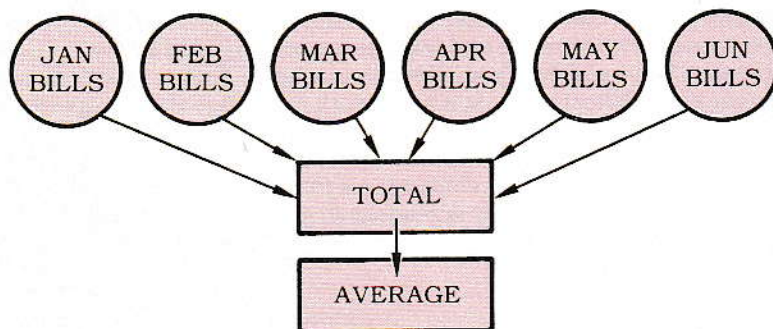 JAN
BILLS
FEB
BILLS
MAR
BILLS
APR
BILLS
MAY
BILLS
JUN
BILLS
TOTAL
AVERAGE